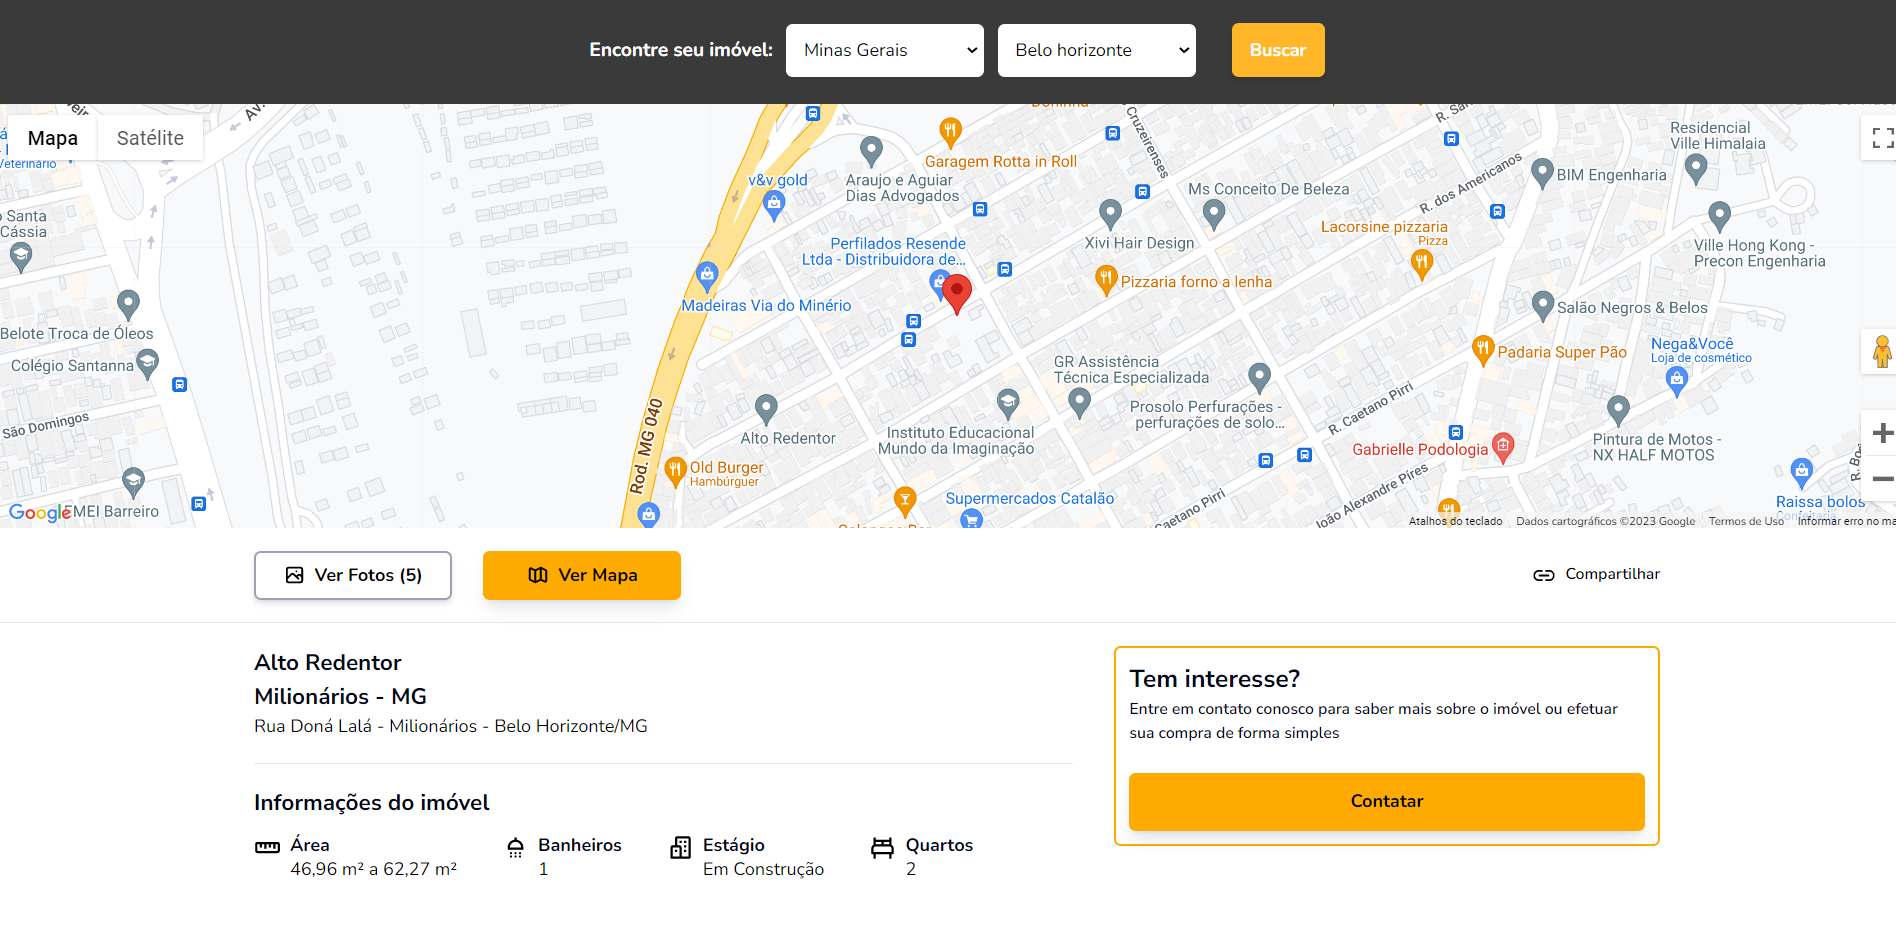 Encontre seu imóvel:
Minas Gerais
Belo horizonte
Buscar
Mapa
Satélite
Veterinário
Av.
Santa
Cássia
Belote Troca de Óleos
Colégio Santanna
São Domingos
EMEI Barreiro
Google
v&v gold
Araujo e Aguiar
Dias Advogados
Garagem Rotta in Roll
Cruzeirenses
Perfilados Resende
Ltda - Distribuidora de...
Madeiras Via do Minério
Rod. MG 040
Ms Conceito De Beleza
Xivi Hair Design
Pizzaria forno a lenha
R. dos Americanos
Lacorsine pizzaria
Pizza
BIM Engenharia
Residencial
Ville Himalaia
Ville Hong Kong -
Precon Engenharia
Salão Negros & Belos
Padaria Super Pão
Nega&Você
Loja de cosmético
GR Assistência
Técnica Especializada
Prosolo Perfurações -
perfurações de solo...
R. Caetano Pirri
Alto Redentor
Instituto Educacional
Mundo da Imaginação
Gabrielle Podologia
Pintura de Motos -
NX HALF MOTOS
Old Burger
Hambúrguer
Supermercados Catalão
Caetano Pirri
João Alexandre Pires
Raissa bolos
Confeitaria
Atalhos do teclado
Dados cartográficos ©2023 Google
Termos de Uso
Informar erro no ma
Ver Fotos (5)
Ver Mapa
Compartilhar
Alto Redentor
Milionários - MG
Rua Doná Lalá - Milionários - Belo Horizonte/MG
Tem interesse?
Entre em contato conosco para saber mais sobre o imóvel ou efetuar
sua compra de forma simples
Contatar
Informações do imóvel
Área
46,96 m² a 62,27 m²
Banheiros
1
Estágio
Em Construção
Quartos
2